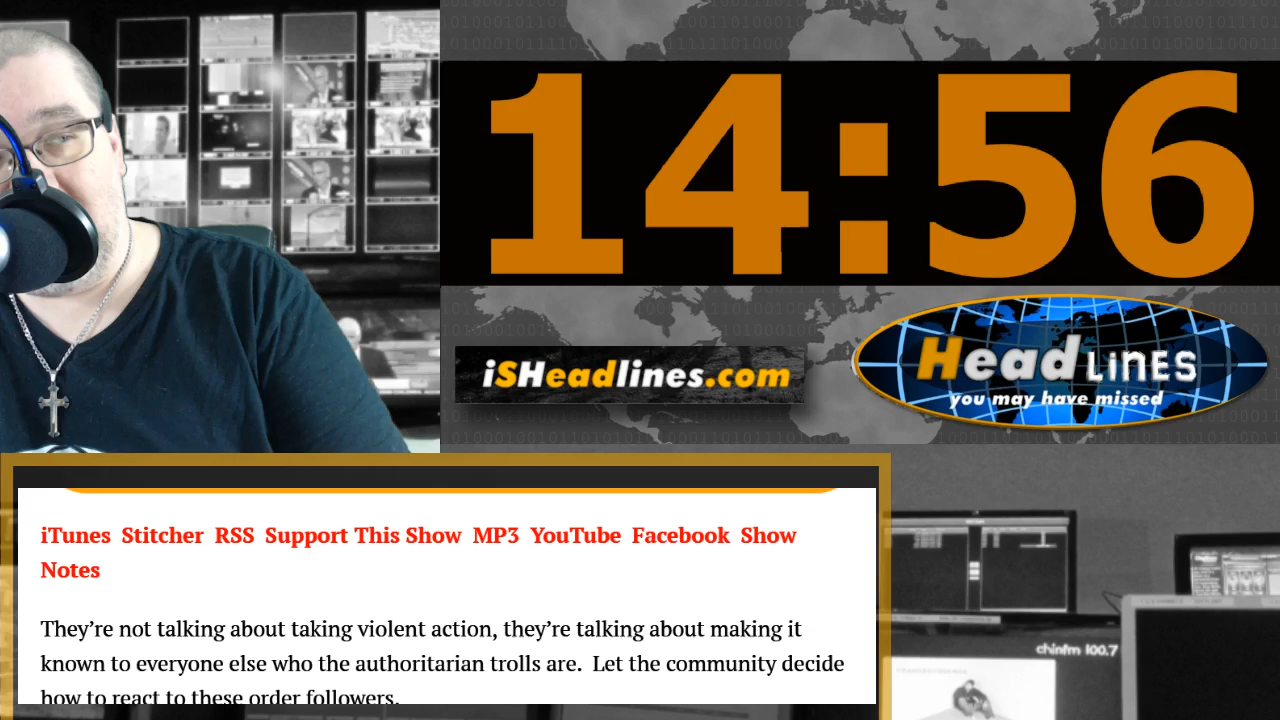 14:56
iSHeadlines.com
HeadLINES
you may have missed
iTunes Stitcher RSS Support This Show MP3 YouTube Facebook Show
Notes
They’re not talking about taking violent action, they’re talking about making it
known to everyone else who the authoritarian trolls are. Let the community decide
how to react to these order followers.
chinfm 100.7